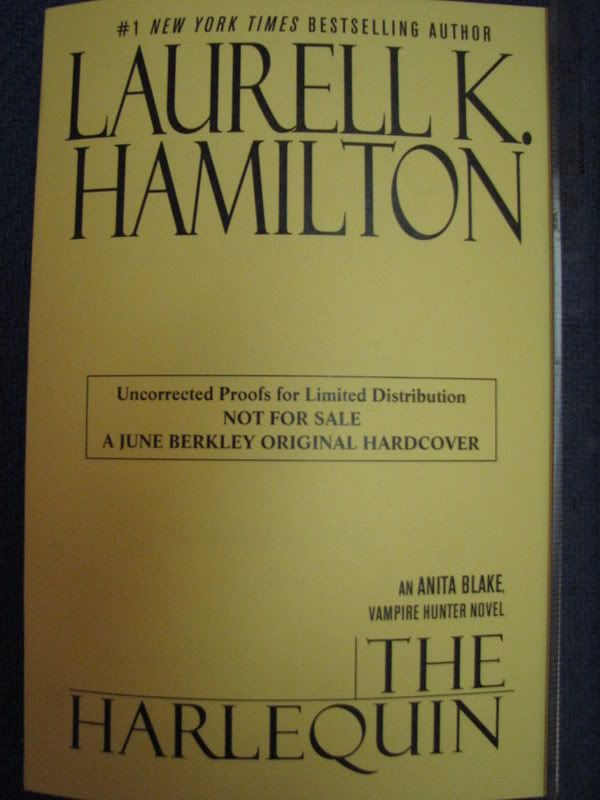 #1 NEW YORK TIMES BESTSELLING AUTHOR
LAURELL K.
HAMILTON
Uncorrected Proofs for Limited Distribution
NOT FOR SALE
A JUNE BERKLEY ORIGINAL HARDCOVER
AN ANITA BLAKE,
VAMPIRE HUNTER NOVEL
THE
HARLEQUIN